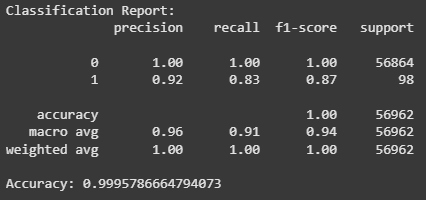 Classification Report:
precision recall f1-score support
0 1.00 1.00 1.00 56864
1 0.92 0.83 0.87 98
accuracy 1.00 56962
macro avg 0.96 0.91 0.94 56962
weighted avg 1.00 1.00 1.00 56962
Accuracy: 0.9995786664794073